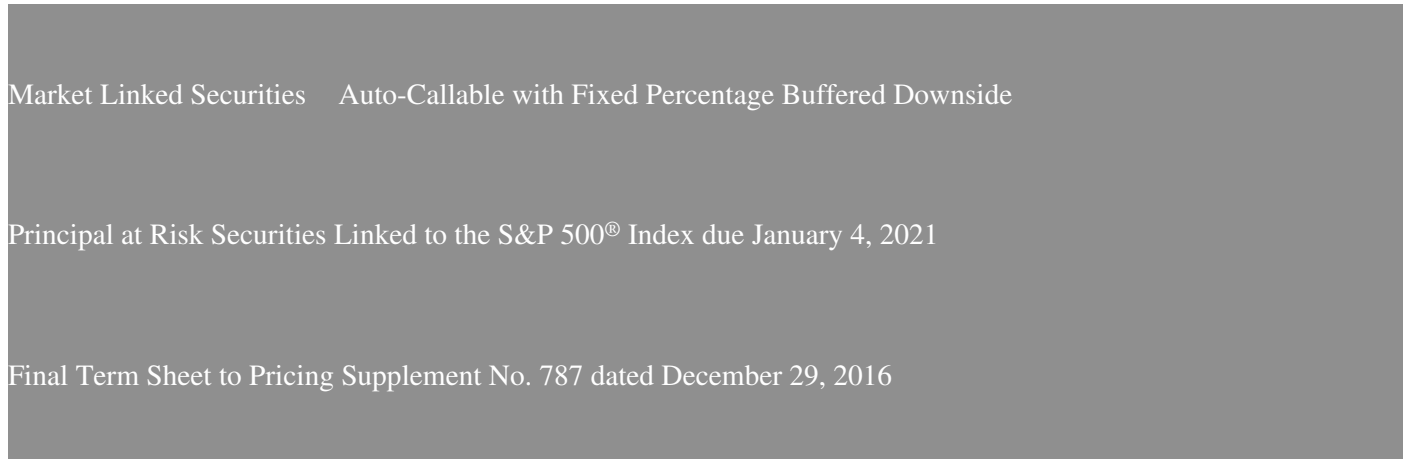 Market Linked Securities Auto-Callable with Fixed Percentage Buffered Downside
Principal at Risk Securities Linked to the S&P 500® Index due January 4, 2021
Final Term Sheet to Pricing Supplement No. 787 dated December 29, 2016